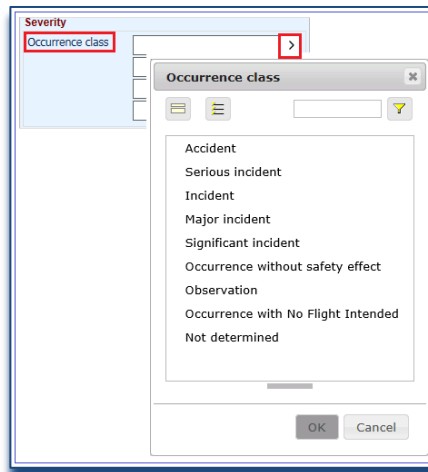 Severity
Occurrence class
Occurrence class
Accident
Serious incident
Incident
Major incident
Significant incident
Occurrence without safety effect
Observation
Occurrence with No Flight Intended
Not determined
OK Cancel